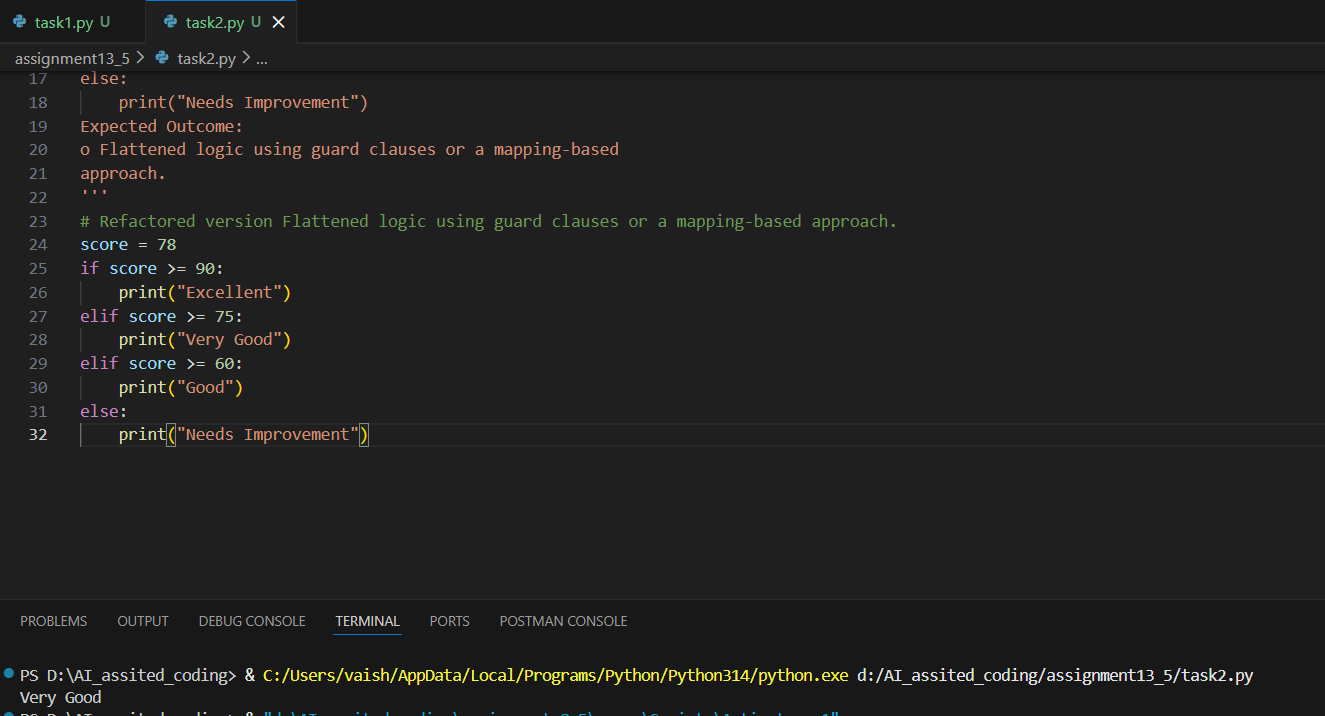 task1.py U
task2.py U
assignment13_5 > task2.py > ...
17 else:
18 print("Needs Improvement")
19 Expected Outcome:
20 o Flattened logic using guard clauses or a mapping-based
21 approach.
22 '''
23 # Refactored version Flattened logic using guard clauses or a mapping-based approach.
24 score = 78
25 if score >= 90:
26 print("Excellent")
27 elif score >= 75:
28 print("Very Good")
29 elif score >= 60:
30 print("Good")
31 else:
32 print("Needs Improvement")
PROBLEMS OUTPUT DEBUG CONSOLE TERMINAL PORTS POSTMAN CONSOLE
PS D:\AI_assited_coding> & C:/Users/vaish/AppData/Local/Programs/Python/Python314/python.exe d:/AI_assited_coding/assignment13_5/task2.py
Very Good